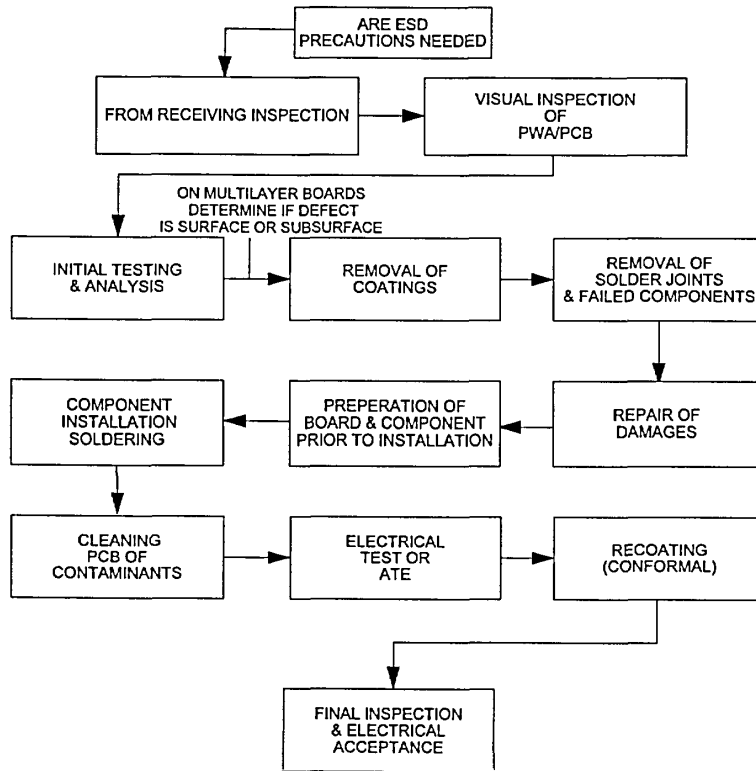 ARE ESD
PRECAUTIONS NEEDED
FROM RECEIVING INSPECTION
VISUAL INSPECTION
OF
PWA/PCB
ON MULTILAYER BOARDS
DETERMINE IF DEFECT
IS SURFACE OR SUBSURFACE
INITIAL TESTING
& ANALYSIS
REMOVAL OF
COATINGS
REMOVAL OF
SOLDER JOINTS
& FAILED COMPONENTS
COMPONENT
INSTALLATION
SOLDERING
PREPERATION OF
BOARD & COMPONENT
PRIOR TO INSTALLATION
REPAIR OF
DAMAGES
CLEANING
PCB OF
CONTAMINANTS
ELECTRICAL
TEST OR
ATE
RECOATING
(CONFORMAL)
FINAL INSPECTION
& ELECTRICAL
ACCEPTANCE